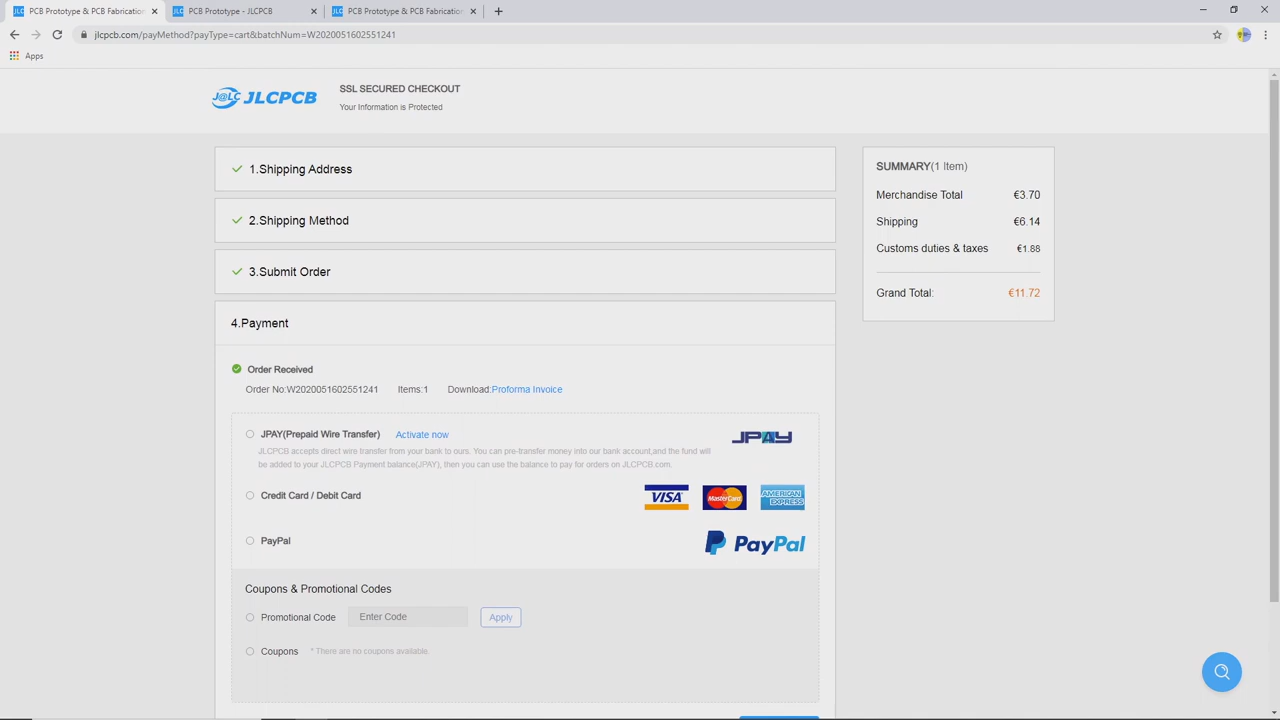 PCB Prototype & PCB Fabrication
PCB Prototype - JLCPCB
PCB Prototype & PCB Fabrication
jlcpcb.com/payMethod?payType=cart&batchNum=W2020051602551241
Apps
J@LC JLCPCB
SSL SECURED CHECKOUT
Your Information is Protected
1.Shipping Address
2.Shipping Method
3.Submit Order
4.Payment
Order Received
Order No:W2020051602551241 Items:1 Download:Proforma Invoice
JPAY(Prepaid Wire Transfer) Activate now
JPAY
JLCPCB accepts direct wire transfer from your bank to ours. You can pre-transfer money into our bank account,and the fund
will be added to your JLCPCB Payment balance(JPAY), then you can use the balance to pay for orders on JLCPCB.com.
Credit Card / Debit Card
VISA
MasterCard
AMERICAN EXPRESS
PayPal
PayPal
Coupons & Promotional Codes
Promotional Code Enter Code Apply
Coupons * There are no coupons available.
SUMMARY(1 Item)
Merchandise Total €3.70
Shipping €6.14
Customs duties & taxes €1.88
Grand Total: €11.72